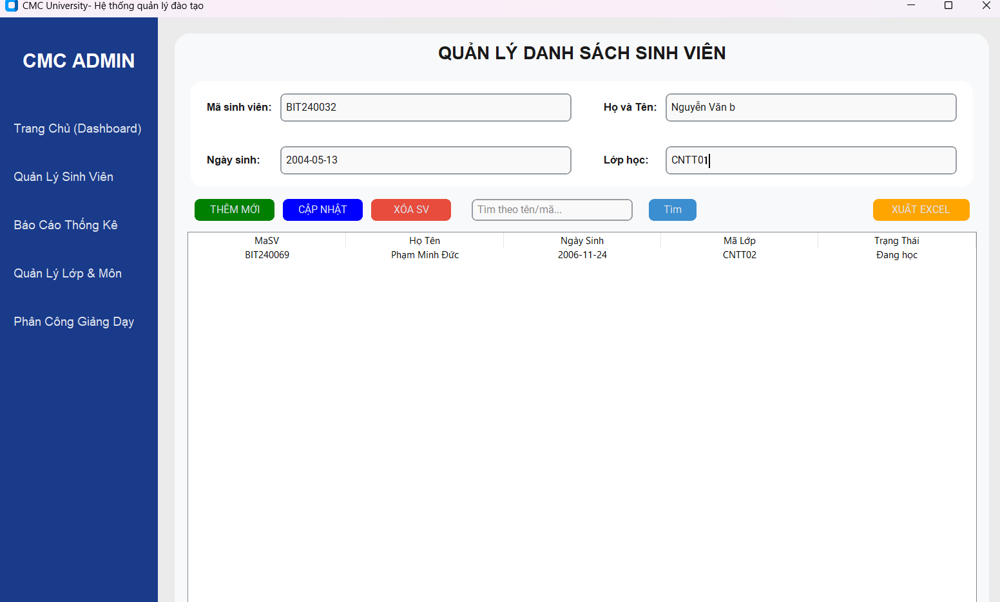 CMC University- Hệ thống quản lý đào tạo
CMC ADMIN
Trang Chủ (Dashboard)
Quản Lý Sinh Viên
Báo Cáo Thống Kê
Quản Lý Lớp & Môn
Phân Công Giảng Dạy
QUẢN LÝ DANH SÁCH SINH VIÊN
Mã sinh viên: BIT240032 Họ và Tên: Nguyễn Văn b
Ngày sinh: 2004-05-13 Lớp học: CNTT01
THÊM MỚI CẬP NHẬT XÓA SV Tìm theo tên/mã... Tìm XUẤT EXCEL
MaSV Họ Tên Ngày Sinh Mã Lớp Trạng Thái
BIT240069 Phạm Minh Đức 2006-11-24 CNTT02 Đang học